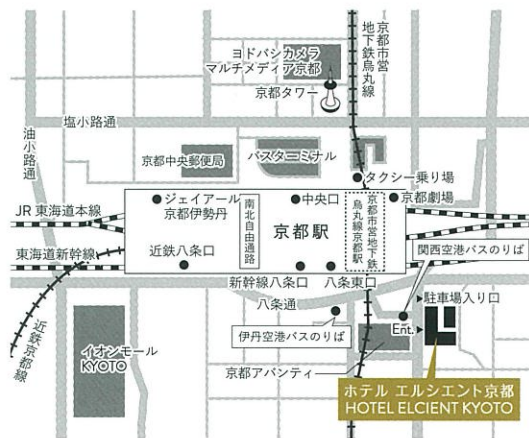 ヨドバシカメラ
マルチメディア京都
京都市営
地下鉄烏丸線
京都タワー
塩小路通
油小路通
京都中央郵便局
バスターミナル
タクシー乗り場
ジェイアール
京都伊勢丹
南北自由通路
中央口
京都市営地下鉄
烏丸線京都駅
京都劇場
JR 東海道本線
京都駅
東海道新幹線
近鉄八条口
関西空港バスのりば
新幹線八条口
八条東口
八条通
駐車場入り口
伊丹空港バスのりば
Ent.
近鉄京都線
イオンモール
KYOTO
京都アバンティ
ホテル エルシエント京都
HOTEL ELCIENT KYOTO